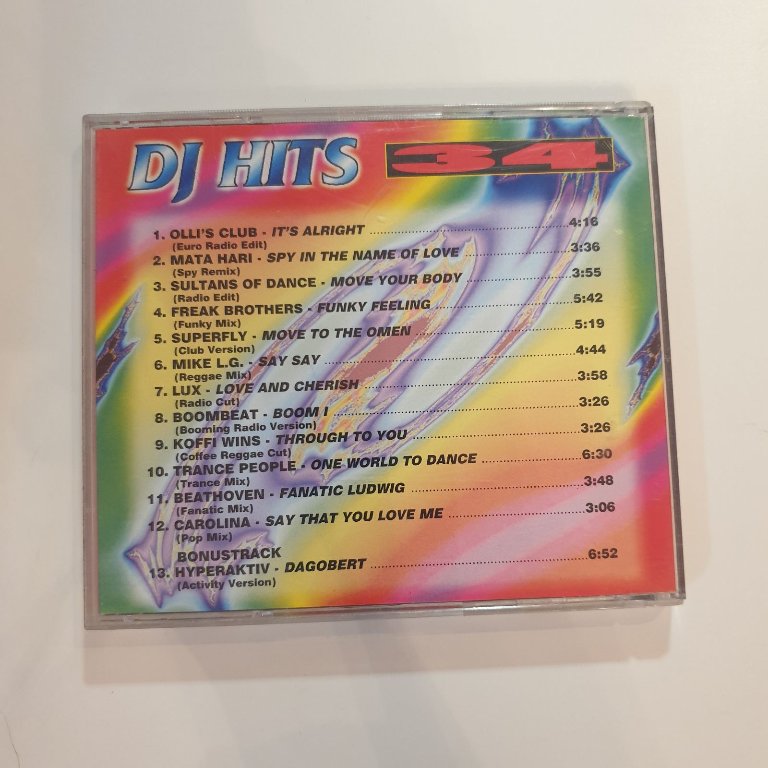 DJ HITS 34
1. OLLI'S CLUB - IT'S ALRIGHT ........ 4:16
(Euro Radio Edit)
2. MATA HARI - SPY IN THE NAME OF LOVE ........ 3:36
(Spy Remix)
3. SULTANS OF DANCE - MOVE YOUR BODY ........ 3:55
(Radio Edit)
4. FREAK BROTHERS - FUNKY FEELING ........ 5:42
(Funky Mix)
5. SUPERFLY - MOVE TO THE OMEN ........ 5:19
(Club Version)
6. MIKE L.G. - SAY SAY ........ 4:44
(Reggae Mix)
7. LUX - LOVE AND CHERISH ........ 3:58
(Radio Cut)
8. BOOMBEAT - BOOM I ........ 3:26
(Booming Radio Version)
9. KOFFI WINS - THROUGH TO YOU ........ 3:26
(Coffee Reggae Cut)
10. TRANCE PEOPLE - ONE WORLD TO DANCE ........ 6:30
(Trance Mix)
11. BEATHOVEN - FANATIC LUDWIG ........ 3:48
(Fanatic Mix)
12. CAROLINA - SAY THAT YOU LOVE ME ........ 3:06
(Pop Mix)
BONUSTRACK
13. HYPERAKTIV - DAGOBERT ........ 6:52
(Activity Version)